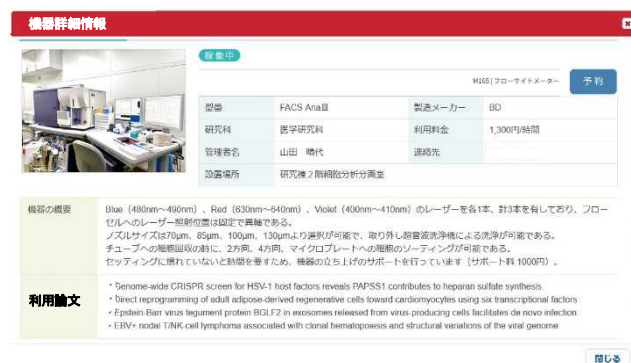 機器詳細情報
稼働中
M165 | フローサイトメーター
予約
型番 FACS AriaⅢ 製造メーカー BD
研究科 医学研究科 利用料金 1,300円/時間
管理者名 山田 晴代 連絡先
設置場所 研究棟2階細胞分析分画室
機器の概要
Blue（480nm～490nm）、Red（630nm～640nm）、Violet（400nm～410nm）のレーザーを各1本、計3本を有しており、フロー
セルへのレーザー照射位置は固定で異軸である。
ノズルサイズは70μm、85μm、100μm、130μmより選択が可能で、取り外し超音波洗浄機による洗浄が可能である。
チューブへの細胞回収の時に、2方向、4方向、マイクロプレートへの細胞のソーティングが可能である。
セッティングに慣れていないと時間を要すため、機器の立ち上げのサポートを行っています（サポート料 1000円）。
利用論文
・Genome-wide CRISPR screen for HSV-1 host factors reveals PAPSS1 contributes to heparan sulfate synthesis
・Direct reprogramming of adult adipose-derived regenerative cells toward cardiomyocytes using six transcriptional factors
・Epstein-Barr virus tegument protein BGLF2 in exosomes released from virus-producing cells facilitates de novo infection
・EBV+ nodal T/NK-cell lymphoma associated with clonal hematopoiesis and structural variations of the viral genome
閉じる